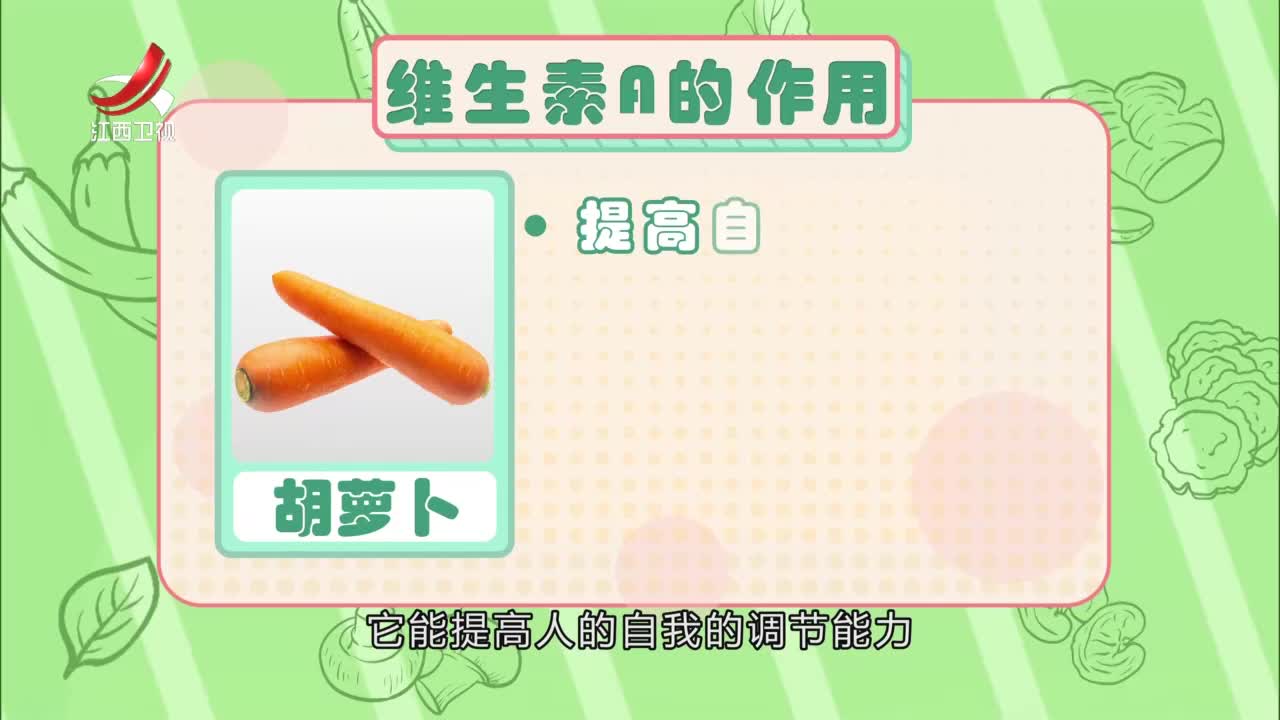 江西卫视
维生素A的作用
提高自
胡萝卜
它能提高人的自我的调节能力